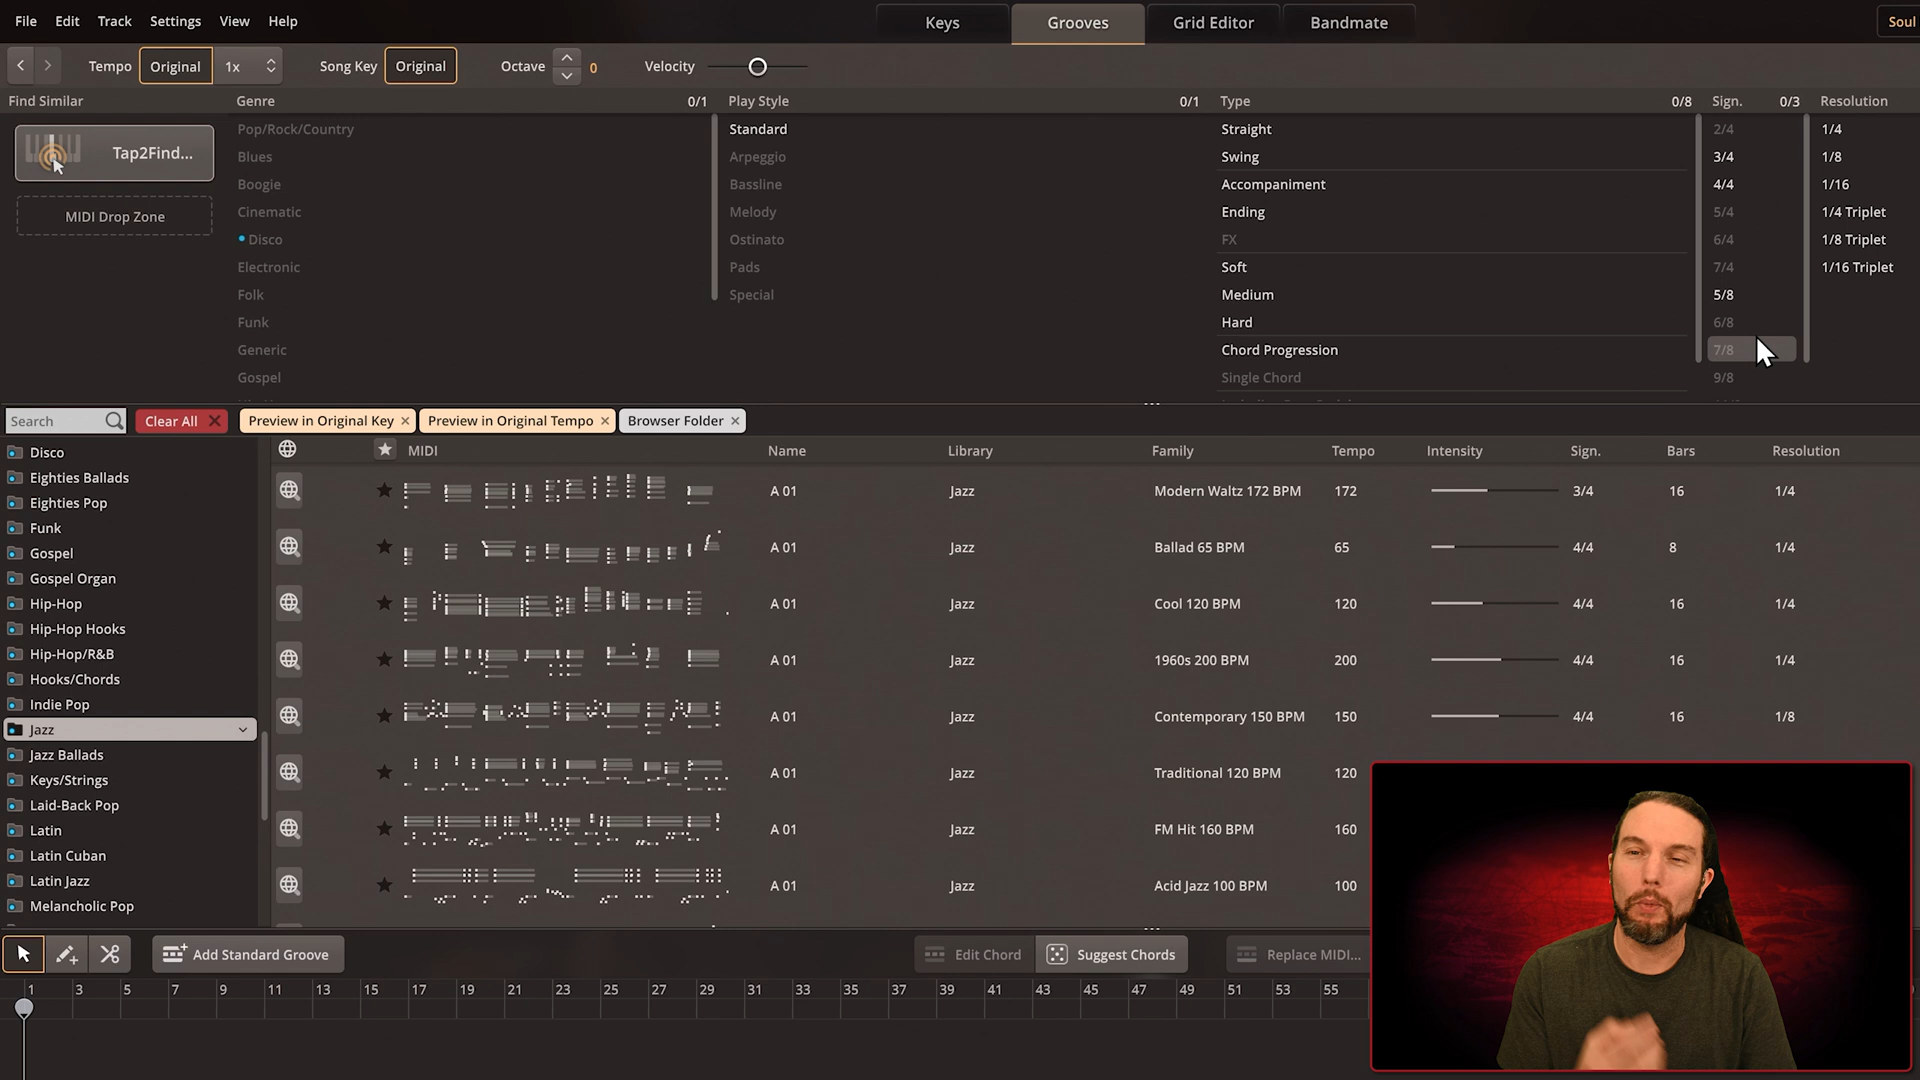 File Edit Track Settings View Help
Keys Grooves Grid Editor Bandmate Soul
Tempo Original 1x Song Key Original Octave 0 Velocity
Find Similar Genre 0/1 Play Style 0/1 Type 0/8 Sign. 0/3 Resolution
Pop/Rock/Country Standard Straight 2/4 1/4
Tap2Find... Blues Arpeggio Swing 3/4 1/8
Boogie Bassline Accompaniment 4/4 1/16
MIDI Drop Zone Cinematic Melody Ending 5/4 1/4 Triplet
Disco Ostinato FX 6/4 1/8 Triplet
Electronic Pads Soft 7/4 1/16 Triplet
Folk Special Medium 5/8
Funk Hard 6/8
Generic Chord Progression 7/8
Gospel Single Chord 9/8
Search Clear All Preview in Original Key Preview in Original Tempo Browser Folder
MIDI Name Library Family Tempo Intensity Sign. Bars Resolution
Disco
Eighties Ballads
Eighties Pop
Funk
Gospel
Gospel Organ
Hip-Hop
Hip-Hop Hooks
Hip-Hop/R&B
Hooks/Chords
Indie Pop
Jazz
Jazz Ballads
Keys/Strings
Laid-Back Pop
Latin
Latin Cuban
Latin Jazz
Melancholic Pop
A 01 Jazz Modern Waltz 172 BPM 172 3/4 16 1/4
A 01 Jazz Ballad 65 BPM 65 4/4 8 1/4
A 01 Jazz Cool 120 BPM 120 4/4 16 1/4
A 01 Jazz 1960s 200 BPM 200 4/4 16 1/4
A 01 Jazz Contemporary 150 BPM 150 4/4 16 1/8
A 01 Jazz Traditional 120 BPM 120
A 01 Jazz FM Hit 160 BPM 160
A 01 Jazz Acid Jazz 100 BPM 100
Add Standard Groove Edit Chord Suggest Chords Replace MIDI...
1 3 5 7 9 11 13 15 17 19 21 23 25 27 29 31 33 35 37 39 41 43 45 47 49 51 53 55